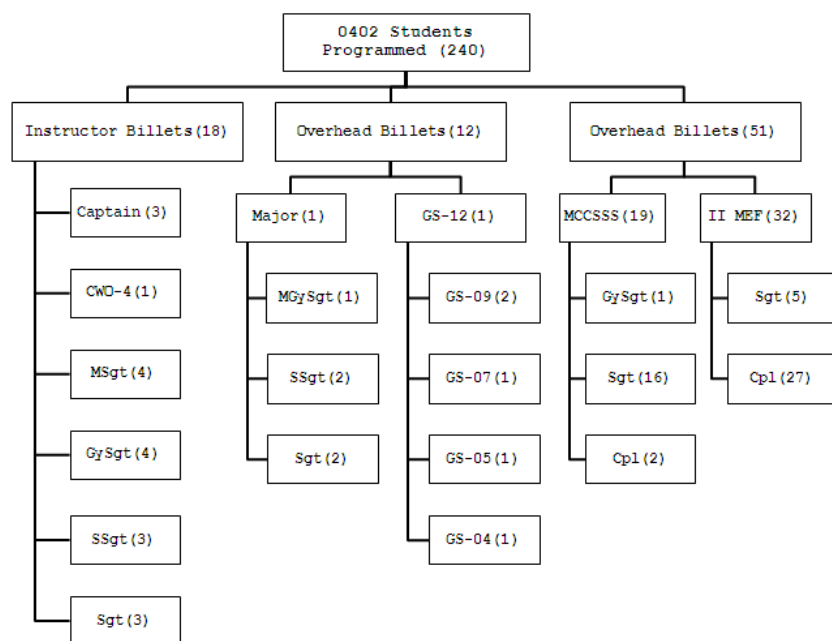 0402 Students
Programmed (240)
Instructor Billets(18)
Overhead Billets(12)
Overhead Billets(51)
Captain(3)
CWO-4(1)
MSgt(4)
GySgt(4)
SSgt(3)
Sgt(3)
Major(1)
MGySgt(1)
SSgt(2)
Sgt(2)
GS-12(1)
GS-09(2)
GS-07(1)
GS-05(1)
GS-04(1)
MCCSSS(19)
GySgt(1)
Sgt(16)
Cpl(2)
II MEF(32)
Sgt(5)
Cpl(27)